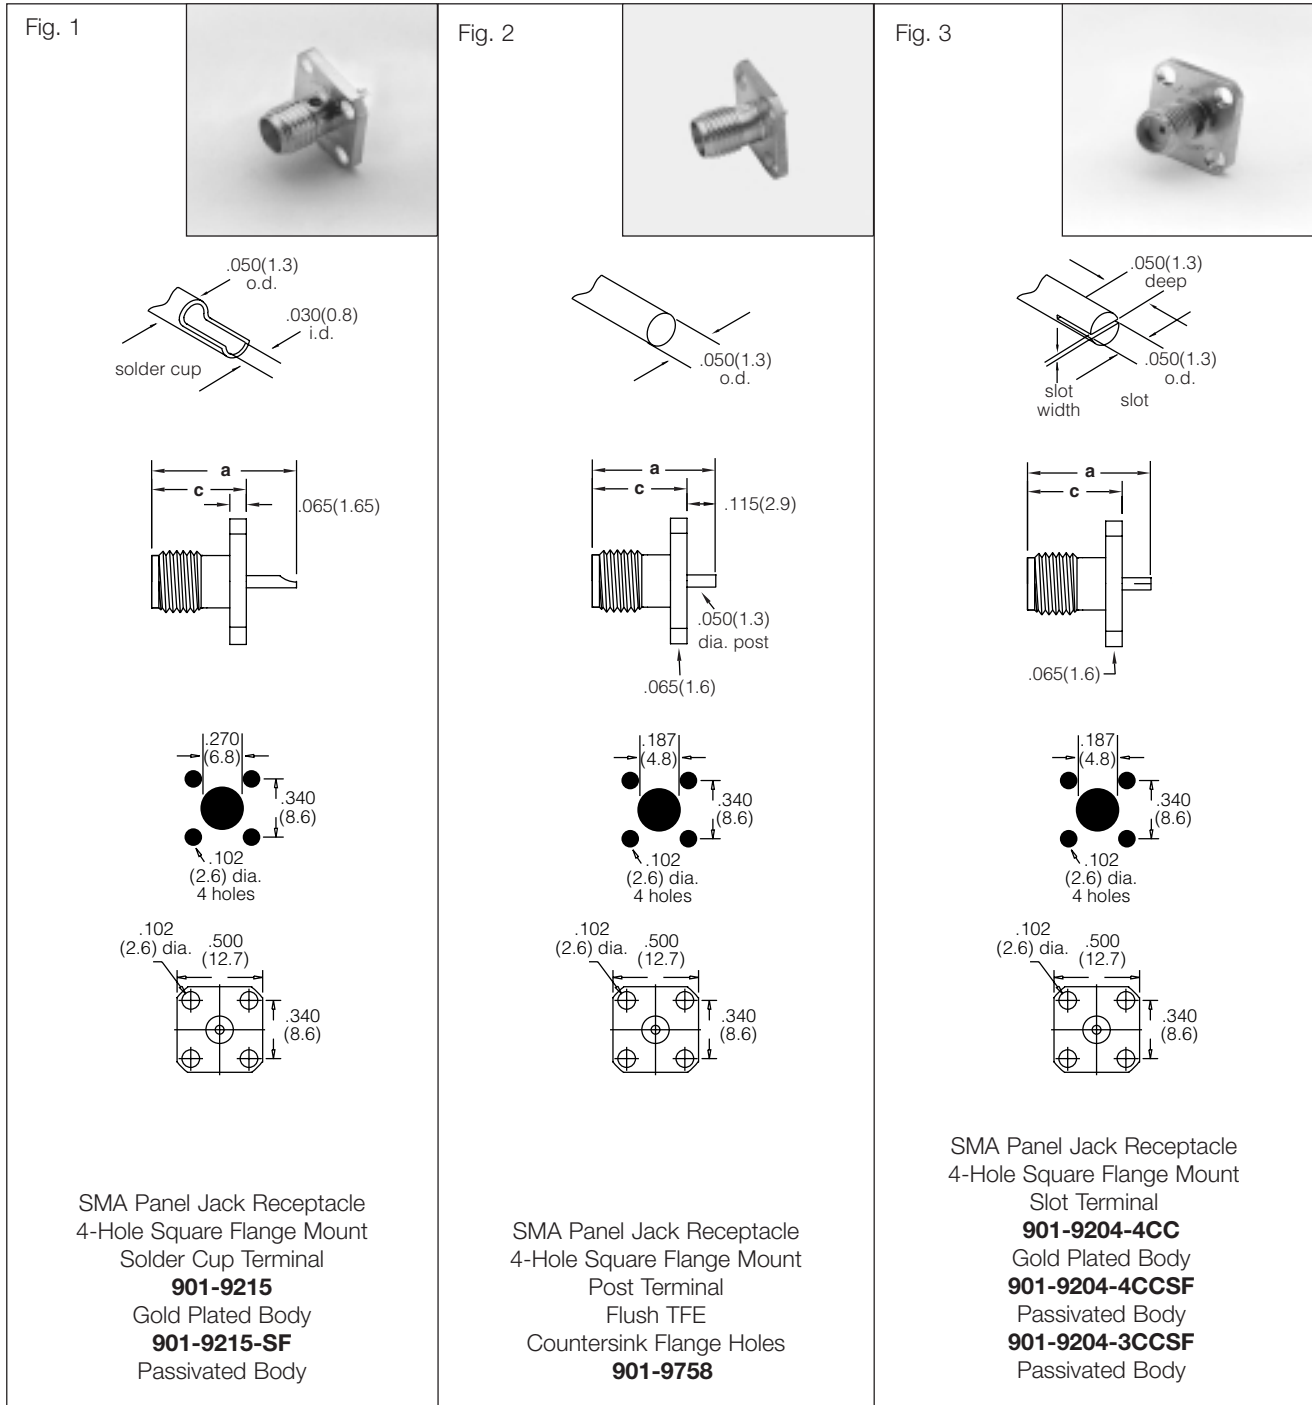 Fig. 1
.050(1.3)
o.d.
.030(0.8)
i.d.
solder cup
a
c
.065(1.65)
.270
(6.8)
.340
(8.6)
.102
(2.6) dia.
4 holes
.102
(2.6) dia.
.500
(12.7)
.340
(8.6)
SMA Panel Jack Receptacle
4-Hole Square Flange Mount
Solder Cup Terminal
901-9215
Gold Plated Body
901-9215-SF
Passivated Body
Fig. 2
.050(1.3)
o.d.
a
c
.115(2.9)
.050(1.3)
dia. post
.065(1.6)
.187
(4.8)
.340
(8.6)
.102
(2.6) dia.
4 holes
.102
(2.6) dia.
.500
(12.7)
.340
(8.6)
SMA Panel Jack Receptacle
4-Hole Square Flange Mount
Post Terminal
Flush TFE
Countersink Flange Holes
901-9758
Fig. 3
.050(1.3)
deep
.050(1.3)
o.d.
slot
width
slot
a
c
.065(1.6)
.187
(4.8)
.340
(8.6)
.102
(2.6) dia.
4 holes
.102
(2.6) dia.
.500
(12.7)
.340
(8.6)
SMA Panel Jack Receptacle
4-Hole Square Flange Mount
Slot Terminal
901-9204-4CC
Gold Plated Body
901-9204-4CCSF
Passivated Body
901-9204-3CCSF
Passivated Body